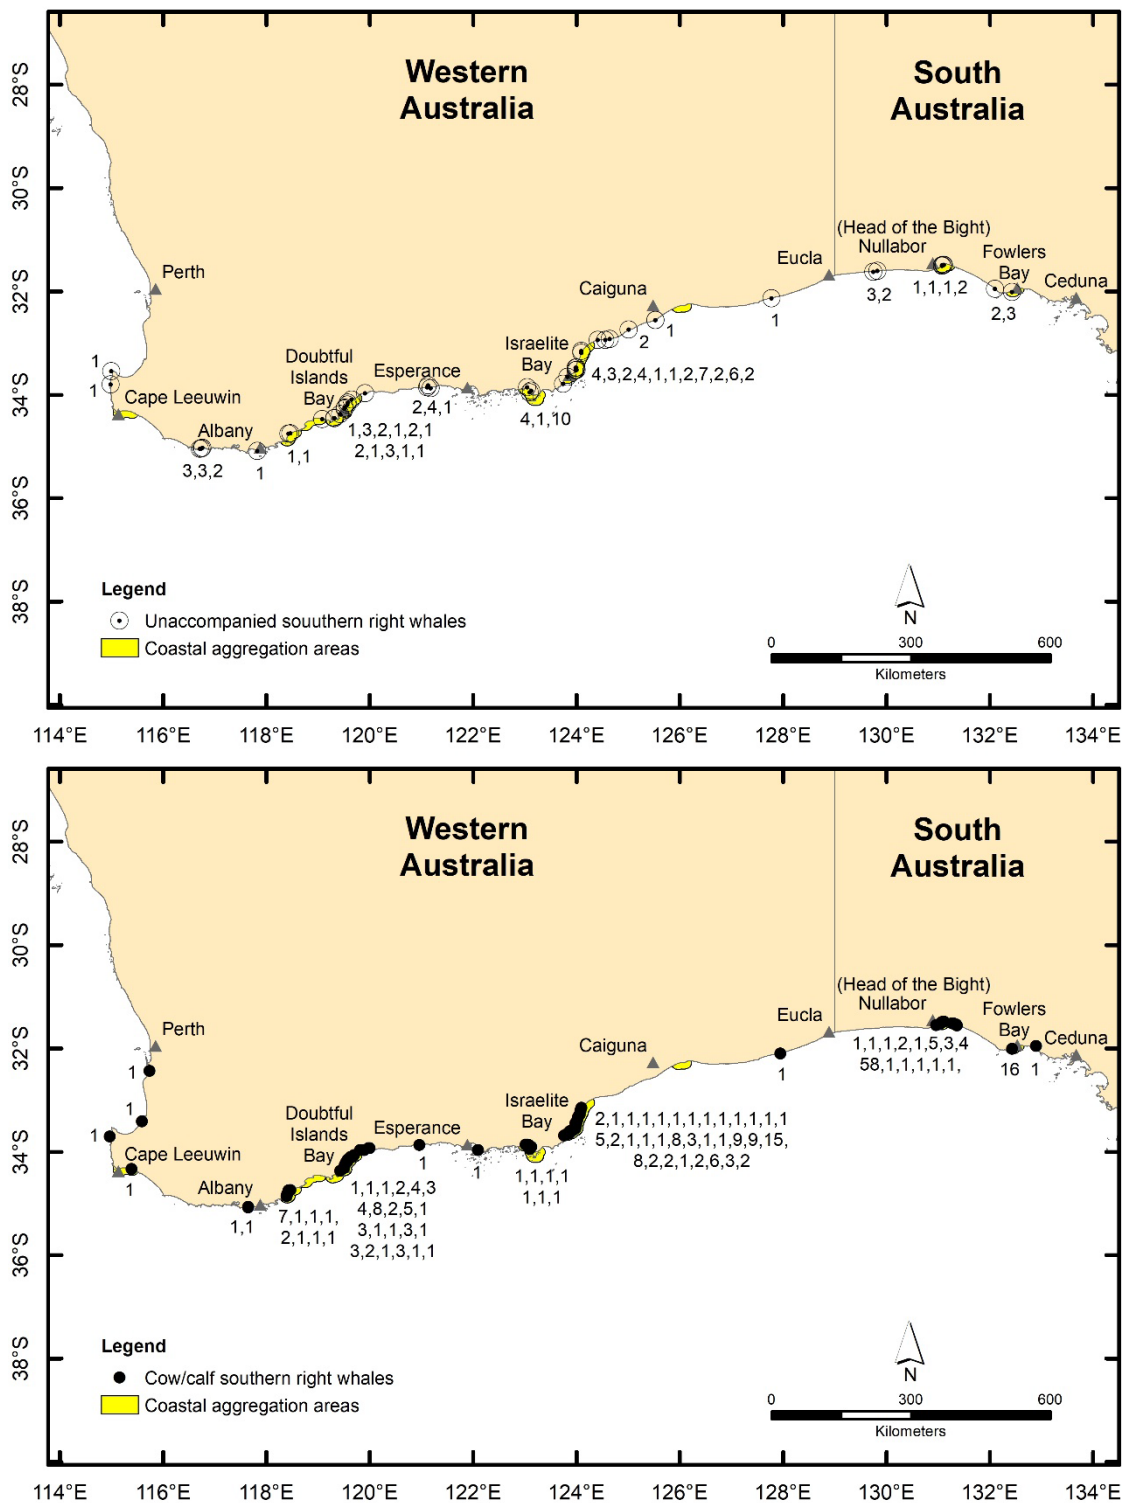 Western
Australia
South
Australia
28°S
30°S
32°S
34°S
36°S
38°S
(Head of the Bight)
Nullabor
Eucla
Fowlers
Bay
Ceduna
Perth
Caiguna
3,2
1,1,1,2
2,3
1
1
2
Israelite
Bay
Doubtful
Islands
Bay
Esperance
1
1
4,3,2,4,1,1,2,7,2,6,2
Cape Leeuwin
2,4,1
4,1,10
Albany
1,3,2,1,2,1
2,1,3,1,1
1,1
3,3,2
1
Legend
Unaccompanied souuthern right whales
Coastal aggregation areas
N
0 300 600
Kilometers
114°E 116°E 118°E 120°E 122°E 124°E 126°E 128°E 130°E 132°E 134°E
Western
Australia
South
Australia
28°S
30°S
32°S
34°S
36°S
38°S
(Head of the Bight)
Nullabor
Eucla
Fowlers
Bay
Ceduna
Perth
Caiguna
1,1,1,2,1,5,3,4
58,1,1,1,1,1,
16
1
1
1
1
1
Israelite
Bay
Doubtful
Islands
Bay
Esperance
2,1,1,1,1,1,1,1,1,1,1,1,1
5,2,1,1,1,8,3,1,1,9,9,15,
8,2,2,1,2,6,3,2
Cape Leeuwin
1
1
1
1,1,1,1
1,1,1
Albany
1,1
7,1,1,1,
2,1,1,1
1,1,1,2,4,3
4,8,2,5,1
3,1,1,3,1
3,2,1,3,1,1
Legend
Cow/calf southern right whales
Coastal aggregation areas
N
0 300 600
Kilometers
114°E 116°E 118°E 120°E 122°E 124°E 126°E 128°E 130°E 132°E 134°E